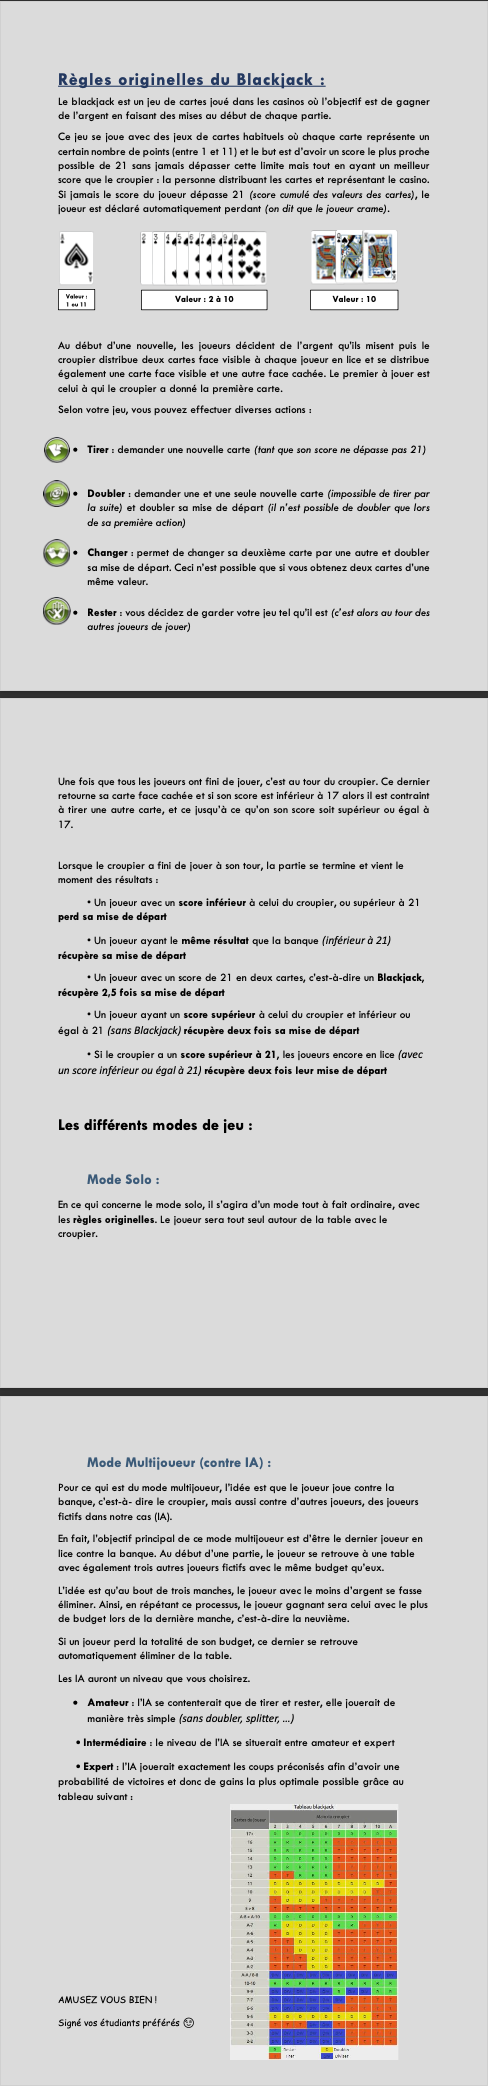 Règles originelles du Blackjack :
Le blackjack est un jeu de cartes joué dans les casinos où l'objectif est de gagner
de l'argent en faisant des mises au début de chaque partie.
Ce jeu se joue avec des jeux de cartes habituels où chaque carte représente un
certain nombre de points (entre 1 et 11) et le but est d'avoir un score le plus proche
possible de 21 sans jamais dépasser cette limite mais tout en ayant un meilleur
score que le croupier : la personne distribuant les cartes et représentant le casino.
Si jamais le score du joueur dépasse 21 (score cumulé des valeurs des cartes), le
joueur est déclaré automatiquement perdant (on dit que le joueur crame).
Valeur :
1 ou 11
Valeur : 2 à 10
Valeur : 10
Au début d'une nouvelle, les joueurs décident de l'argent qu'ils misent puis le
croupier distribue deux cartes face visible à chaque joueur en lice et se distribue
également une carte face visible et une autre face cachée. Le premier à jouer est
celui à qui le croupier a donné la première carte.
Selon votre jeu, vous pouvez effectuer diverses actions :
• Tirer : demander une nouvelle carte (tant que son score ne dépasse pas 21)
• Doubler : demander une et une seule nouvelle carte (impossible de tirer par
la suite) et doubler sa mise de départ (il n'est possible de doubler que lors
de sa première action)
• Changer : permet de changer sa deuxième carte par une autre et doubler
sa mise de départ. Ceci n'est possible que si vous obtenez deux cartes d'une
même valeur.
• Rester : vous décidez de garder votre jeu tel qu'il est (c'est alors au tour des
autres joueurs de jouer)
Une fois que tous les joueurs ont fini de jouer, c'est au tour du croupier. Ce dernier
retourne sa carte face cachée et si son score est inférieur à 17 alors il est contraint
à tirer une autre carte, et ce jusqu'à ce qu'on son score soit supérieur ou égal à
17.
Lorsque le croupier a fini de jouer à son tour, la partie se termine et vient le
moment des résultats :
• Un joueur avec un score inférieur à celui du croupier, ou supérieur à 21
perd sa mise de départ
• Un joueur ayant le même résultat que la banque (inférieur à 21)
récupère sa mise de départ
• Un joueur avec un score de 21 en deux cartes, c'est-à-dire un Blackjack,
récupère 2,5 fois sa mise de départ
• Un joueur ayant un score supérieur à celui du croupier et inférieur ou
égal à 21 (sans Blackjack) récupère deux fois sa mise de départ
• Si le croupier a un score supérieur à 21, les joueurs encore en lice (avec
un score inférieur ou égal à 21) récupère deux fois leur mise de départ
Les différents modes de jeu :
Mode Solo :
En ce qui concerne le mode solo, il s'agira d'un mode tout à fait ordinaire, avec
les règles originelles. Le joueur sera tout seul autour de la table avec le
croupier.
Mode Multijoueur (contre IA) :
Pour ce qui est du mode multijoueur, l'idée est que le joueur joue contre la
banque, c'est-à- dire le croupier, mais aussi contre d'autres joueurs, des joueurs
fictifs dans notre cas (IA).
En fait, l'objectif principal de ce mode multijoueur est d'être le dernier joueur en
lice contre la banque. Au début d'une partie, le joueur se retrouve à une table
avec également trois autres joueurs fictifs avec le même budget qu'eux.
L'idée est qu'au bout de trois manches, le joueur avec le moins d'argent se fasse
éliminer. Ainsi, en répétant ce processus, le joueur gagnant sera celui avec le plus
de budget lors de la dernière manche, c'est-à-dire la neuvième.
Si un joueur perd la totalité de son budget, ce dernier se retrouve
automatiquement éliminer de la table.
Les IA auront un niveau que vous choisirez.
• Amateur : l'IA se contenterait que de tirer et rester, elle jouerait de
manière très simple (sans doubler, splitter, ...)
• Intermédiaire : le niveau de l'IA se situerait entre amateur et expert
• Expert : l'IA jouerait exactement les coups préconisés afin d'avoir une
probabilité de victoires et donc de gains la plus optimale possible grâce au
tableau suivant :
Tableau blackjack
AMUSEZ VOUS BIEN !
Signé vos étudiants préférés